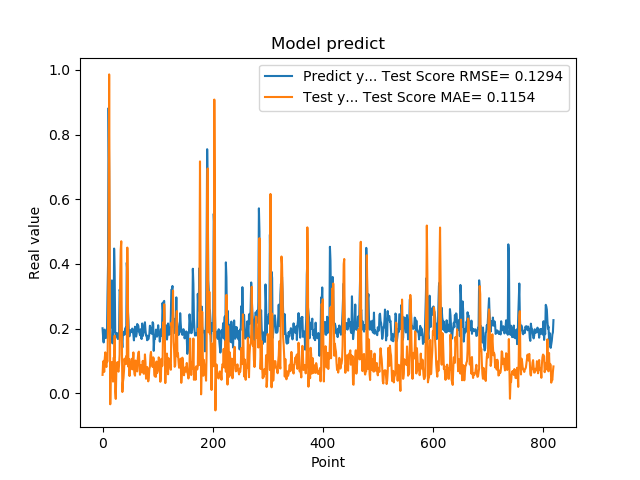 Model predict
Predict y... Test Score RMSE= 0.1294
Test y... Test Score MAE= 0.1154
1.0
0.8
0.6
0.4
0.2
0.0
Real value
0
200
400
600
800
Point